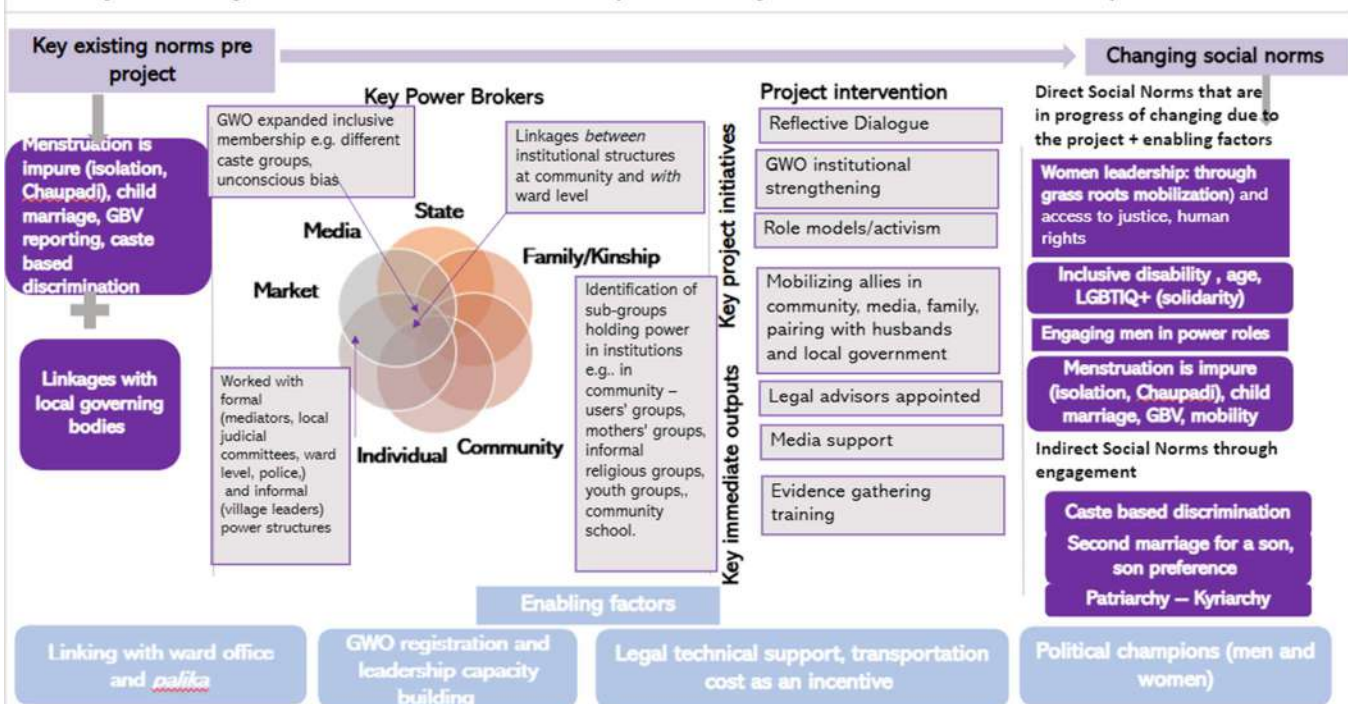 Key existing norms pre
project
Changing social norms
Menstruation is
impure (isolation,
Chaupadi), child
marriage, GBV
reporting, caste
based
discrimination
Linkages with
local governing
bodies
Key Power Brokers
GWO expanded inclusive
membership e.g. different
caste groups,
unconscious bias
Linkages between
institutional structures
at community and with
ward level
State
Media
Family/Kinship
Market
Individual
Community
Worked with
formal
(mediators, local
judicial
committees, ward
level, police,)
and informal
(village leaders)
power structures
Identification of
sub-groups
holding power
in institutions
e.g.. in
community –
users' groups,
mothers' groups,
informal
religious groups,
youth groups,,
community
school.
Key project initiatives
Key immediate outputs
Project intervention
Reflective Dialogue
GWO institutional
strengthening
Role models/activism
Mobilizing allies in
community, media, family,
pairing with husbands
and local government
Legal advisors appointed
Media support
Evidence gathering
training
Direct Social Norms that are
in progress of changing due to
the project + enabling factors
Women leadership: through
grass roots mobilization) and
access to justice, human
rights
Inclusive disability , age,
LGBTIQ+ (solidarity)
Engaging men in power roles
Menstruation is impure
(isolation, Chaupadi), child
marriage, GBV, mobility
Indirect Social Norms through
engagement
Caste based discrimination
Second marriage for a son,
son preference
Patriarchy – Kyriarchy
Enabling factors
Linking with ward office
and palika
GWO registration and
leadership capacity
building
Legal technical support, transportation
cost as an incentive
Political champions (men and
women)